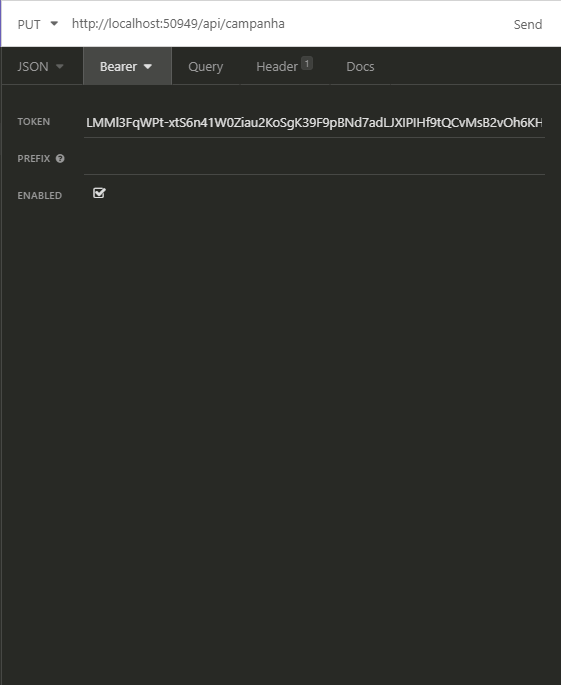 PUT http://localhost:50949/api/campanha Send
JSON Bearer Query Header 1 Docs
TOKEN LMMl3FqWPt-xtS6n41W0Ziau2KoSgK39F9pBNd7adLJXIPIHf9tQCvMsB2vOh6KH
PREFIX
ENABLED